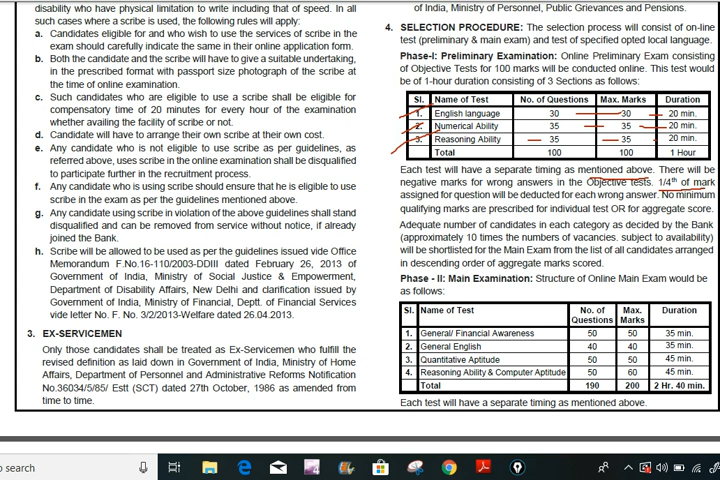 disability who have physical limitation to write including that of speed. In all
such cases where a scribe is used, the following rules will apply:
a. Candidates eligible for and who wish to use the services of scribe in the
exam should carefully indicate the same in their online application form.
b. Both the candidate and the scribe will have to give a suitable undertaking,
in the prescribed format with passport size photograph of the scribe at
the time of online examination.
c. Such candidates who are eligible to use a scribe shall be eligible for
compensatory time of 20 minutes for every hour of the examination
whether availing the facility of scribe or not.
d. Candidate will have to arrange their own scribe at their own cost.
e. Any candidate who is not eligible to use scribe as per guidelines, as
referred above, uses scribe in the online examination shall be disqualified
to participate further in the recruitment process.
f. Any candidate who is using scribe should ensure that he is eligible to use
scribe in the exam as per the guidelines mentioned above.
g. Any candidate using scribe in violation of the above guidelines shall stand
disqualified and can be removed from service without notice, if already
joined the Bank.
h. Scribe will be allowed to be used as per the guidelines issued vide Office
Memorandum F.No.16-110/2003-DDIII dated February 26, 2013 of
Government of India, Ministry of Social Justice & Empowerment,
Department of Disability Affairs, New Delhi and clarification issued by
Government of India, Ministry of Financial, Deptt. of Financial Services
vide letter No. F. No. 3/2/2013-Welfare dated 26.04.2013.
3. EX-SERVICEMEN
Only those candidates shall be treated as Ex-Servicemen who fulfill the
revised definition as laid down in Government of India, Ministry of Home
Affairs, Department of Personnel and Administrative Reforms Notification
No.36034/5/85/ Estt (SCT) dated 27th October, 1986 as amended from
time to time.
of India, Ministry of Personnel, Public Grievances and Pensions.
4. SELECTION PROCEDURE: The selection process will consist of on-line
test (preliminary & main exam) and test of specified opted local language.
Phase-I: Preliminary Examination: Online Preliminary Exam consisting
of Objective Tests for 100 marks will be conducted online. This test would
be of 1-hour duration consisting of 3 Sections as follows:
Sl. Name of Test No. of Questions Max. Marks Duration
1. English language 30 30 20 min.
2. Numerical Ability 35 35 20 min.
3. Reasoning Ability 35 35 20 min.
Total 100 100 1 Hour
Each test will have a separate timing as mentioned above. There will be
negative marks for wrong answers in the Objective tests. 1/4th of mark
assigned for question will be deducted for each wrong answer. No minimum
qualifying marks are prescribed for individual test OR for aggregate score.
Adequate number of candidates in each category as decided by the Bank
(approximately 10 times the numbers of vacancies. subject to availability)
will be shortlisted for the Main Exam from the list of all candidates arranged
in descending order of aggregate marks scored.
Phase - II: Main Examination: Structure of Online Main Exam would be
as follows:
Sl. Name of Test No. of Questions Max. Marks Duration
1. General/ Financial Awareness 50 50 35 min.
2. General English 40 40 35 min.
3. Quantitative Aptitude 50 50 45 min.
4. Reasoning Ability & Computer Aptitude 50 60 45 min.
Total 190 200 2 Hr. 40 min.
Each test will have a separate timing as mentioned above.
o search